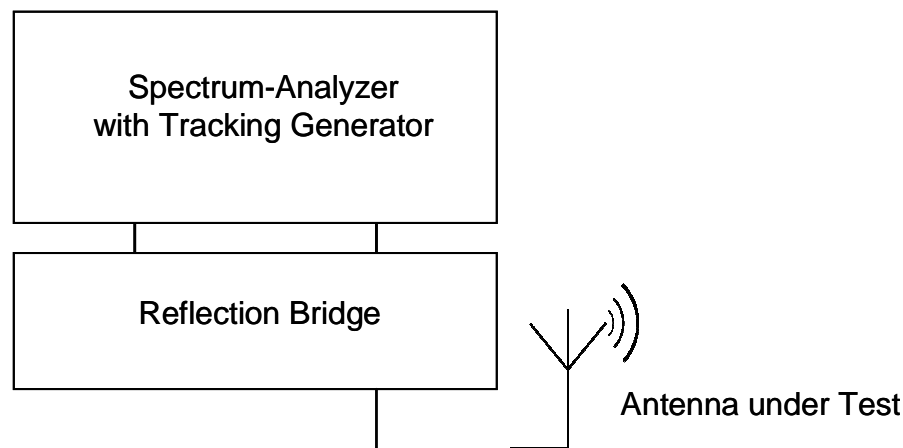 Spectrum-Analyzer
with Tracking Generator
Reflection Bridge
Antenna under Test